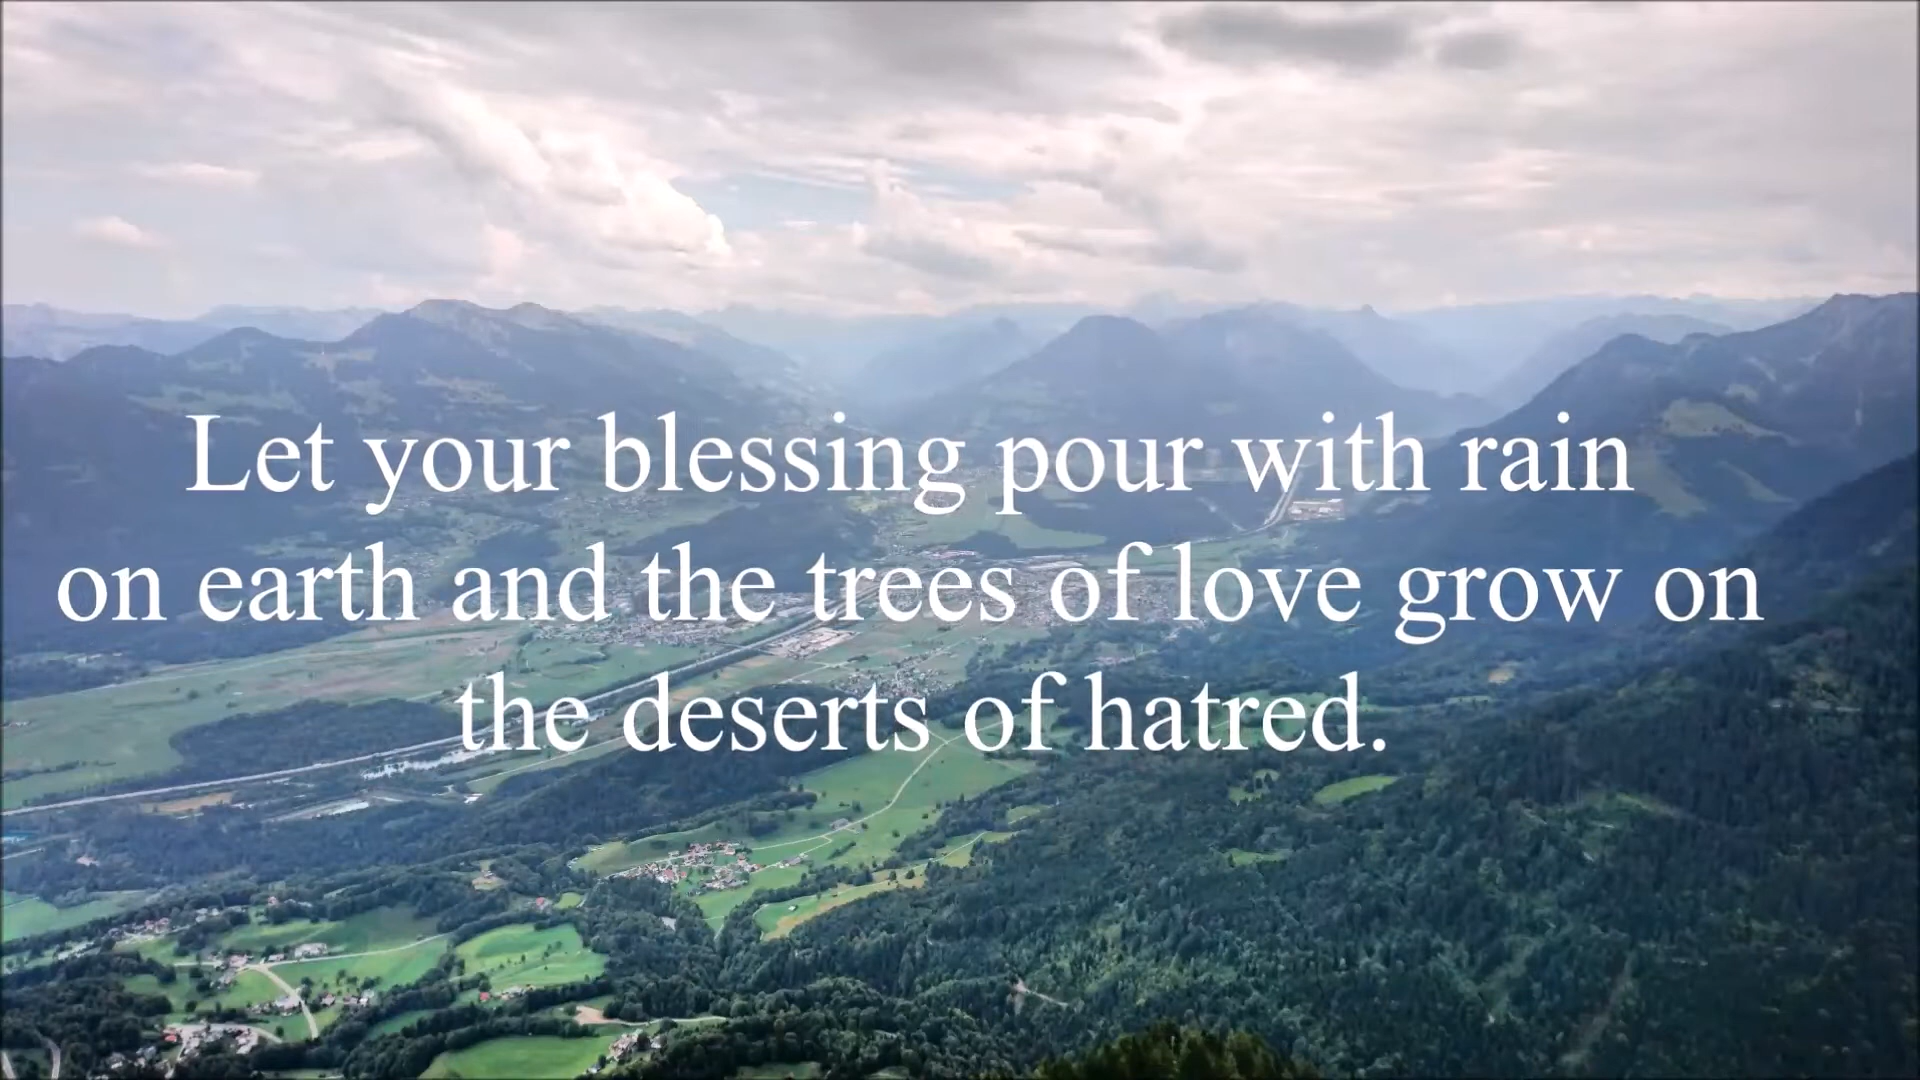 Let your blessing pour with rain
on earth and the trees of love grow on
the deserts of hatred.